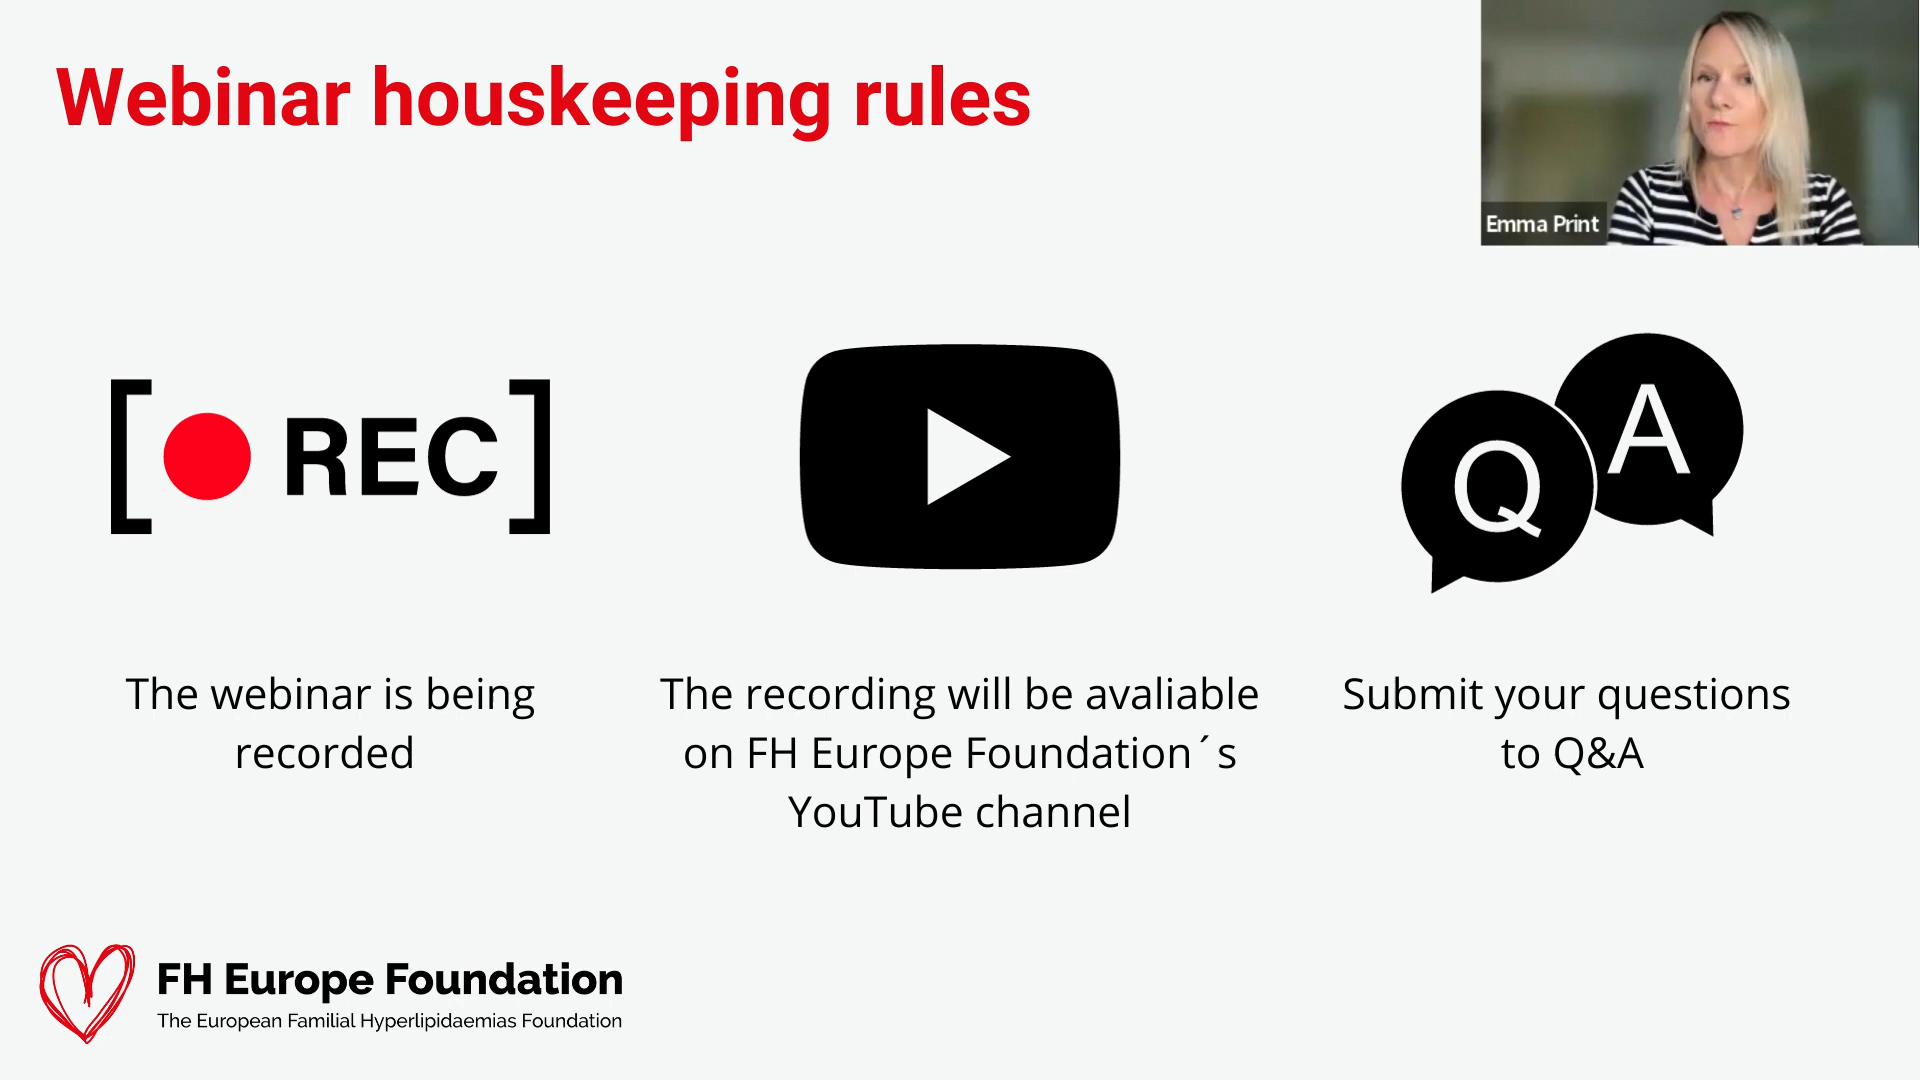 Webinar houskeeping rules
Emma Print
REC
Q
A
The webinar is being
recorded
The recording will be avaliable
on FH Europe Foundation´s
YouTube channel
Submit your questions
to Q&A
FH Europe Foundation
The European Familial Hyperlipidaemias Foundation